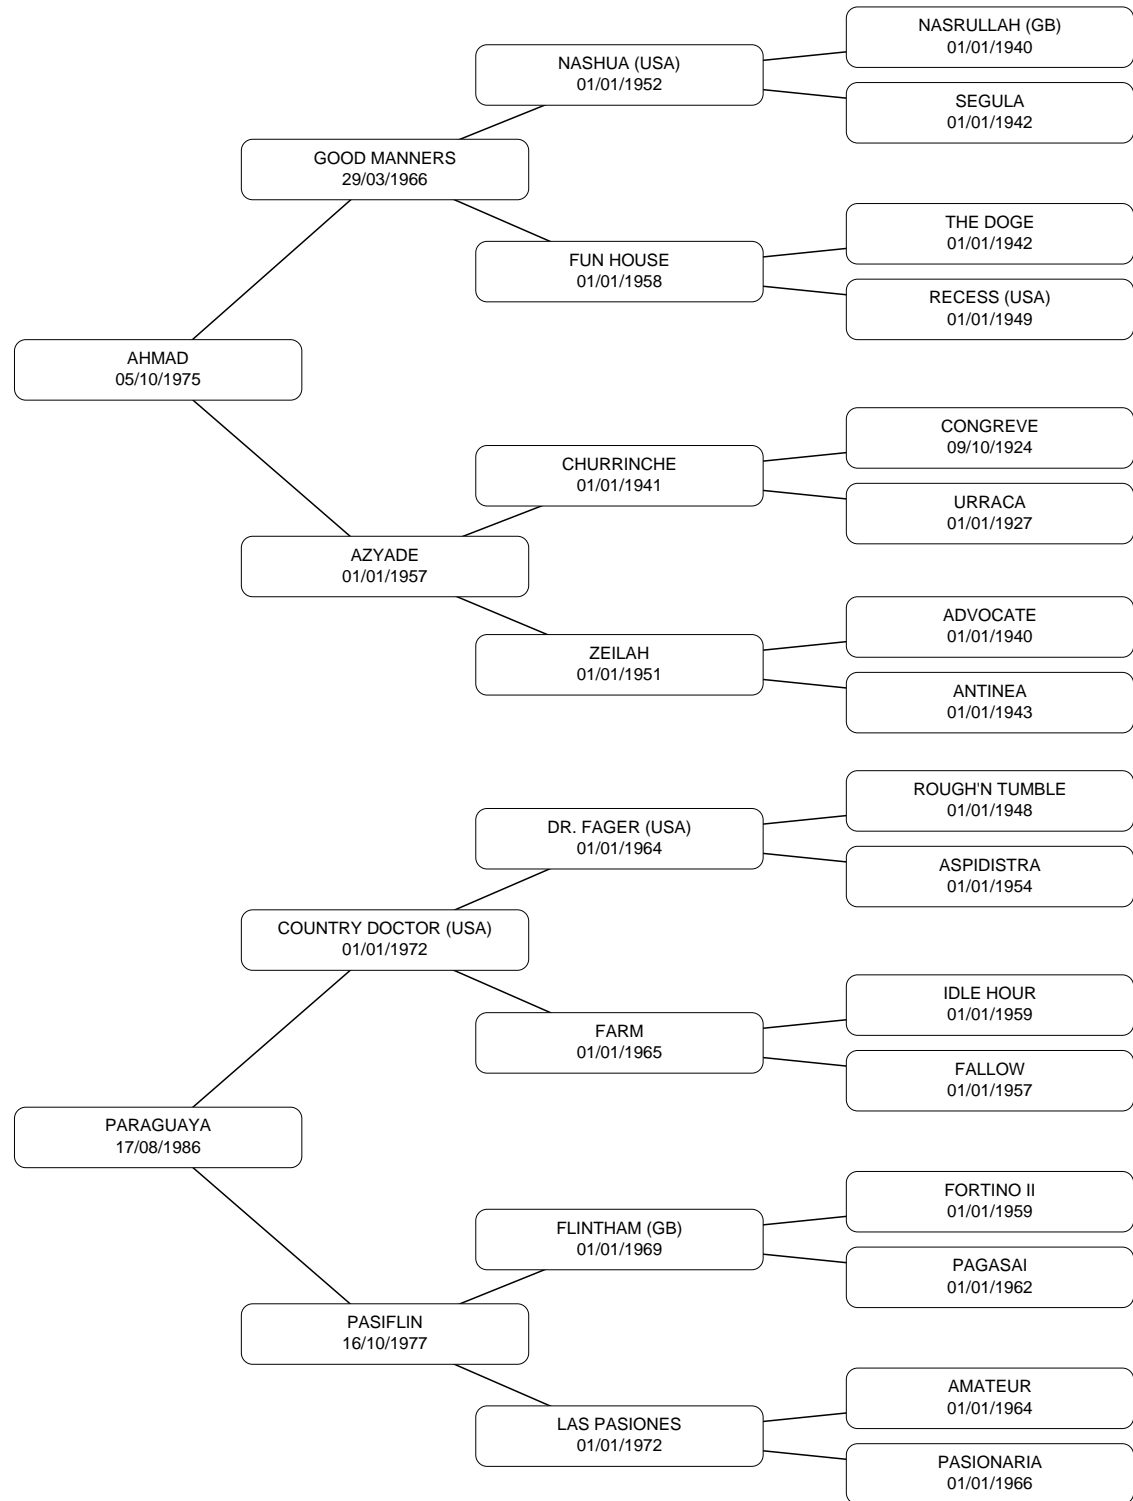 NASRULLAH (GB)
01/01/1940
NASHUA (USA)
01/01/1952
SEGULA
01/01/1942
GOOD MANNERS
29/03/1966
THE DOGE
01/01/1942
FUN HOUSE
01/01/1958
RECESS (USA)
01/01/1949
AHMAD
05/10/1975
CONGREVE
09/10/1924
CHURRINCHE
01/01/1941
URRACA
01/01/1927
AZYADE
01/01/1957
ADVOCATE
01/01/1940
ZEILAH
01/01/1951
ANTINEA
01/01/1943
ROUGH'N TUMBLE
01/01/1948
DR. FAGER (USA)
01/01/1964
ASPIDISTRA
01/01/1954
COUNTRY DOCTOR (USA)
01/01/1972
IDLE HOUR
01/01/1959
FARM
01/01/1965
FALLOW
01/01/1957
PARAGUAYA
17/08/1986
FORTINO II
01/01/1959
FLINTHAM (GB)
01/01/1969
PAGASAI
01/01/1962
PASIFLIN
16/10/1977
AMATEUR
01/01/1964
LAS PASIONES
01/01/1972
PASIONARIA
01/01/1966